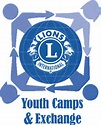 LIONS
L
INTERNATIONAL
Youth Camps
& Exchange